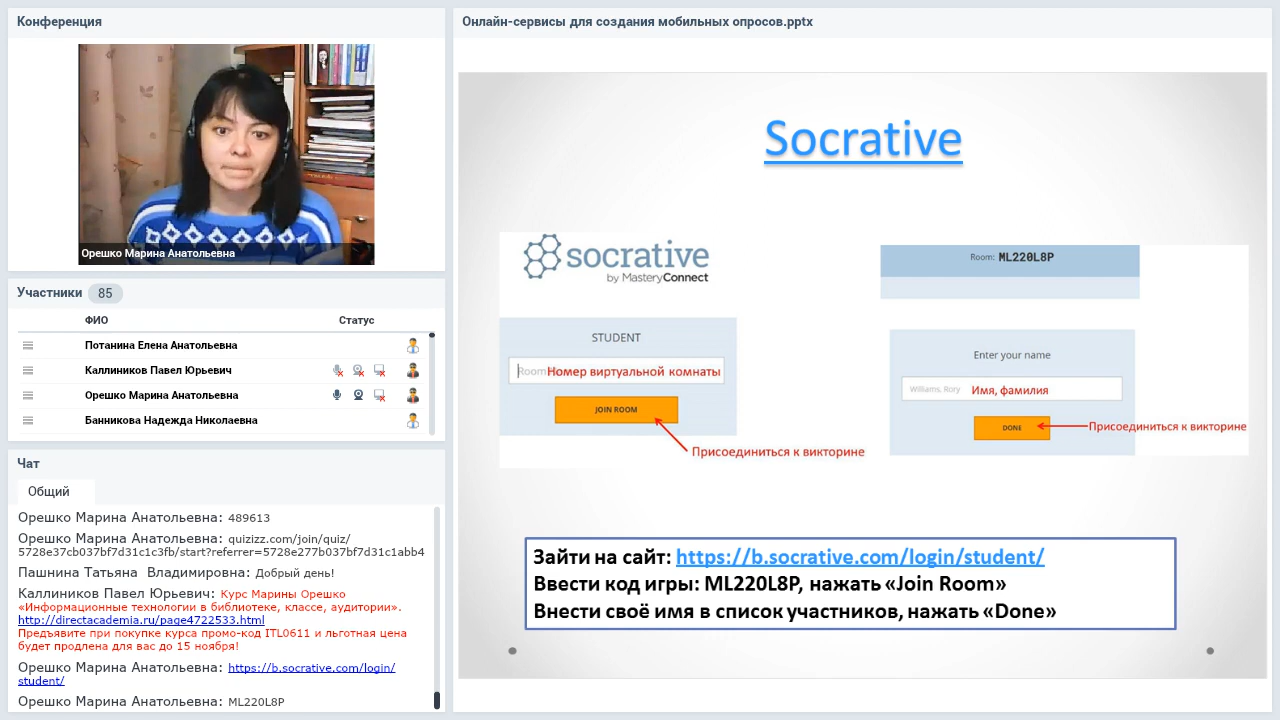 Конференция
Орешко Марина Анатольевна
Участники 85
ФИО Статус
Потанина Елена Анатольевна
Каллиников Павел Юрьевич
Орешко Марина Анатольевна
Банникова Надежда Николаевна
Чат
Общий
Орешко Марина Анатольевна: 489613
Орешко Марина Анатольевна: quizizz.com/join/quiz/
5728e37cb037bf7d31c1c3fb/start?referrer=5728e277b037bf7d31c1abb4
Пашнина Татьяна Владимировна: Добрый день!
Каллиников Павел Юрьевич: Курс Марины Орешко
«Информационные технологии в библиотеке, классе, аудитории».
http://directacademia.ru/page4722533.html
Предъявите при покупке курса промо-код ITL0611 и льготная цена
будет продлена для вас до 15 ноября!
Орешко Марина Анатольевна: https://b.socrative.com/login/
student/
Орешко Марина Анатольевна: ML220L8P
Онлайн-сервисы для создания мобильных опросов.pptx
Socrative
socrative
by MasteryConnect
STUDENT
Room Номер виртуальной комнаты
JOIN ROOM
Присоединиться к викторине
Room: ML220L8P
Enter your name
Williams, Rory Имя, фамилия
DONE
Присоединиться к викторине
Зайти на сайт: https://b.socrative.com/login/student/
Ввести код игры: ML220L8P, нажать «Join Room»
Внести своё имя в список участников, нажать «Done»